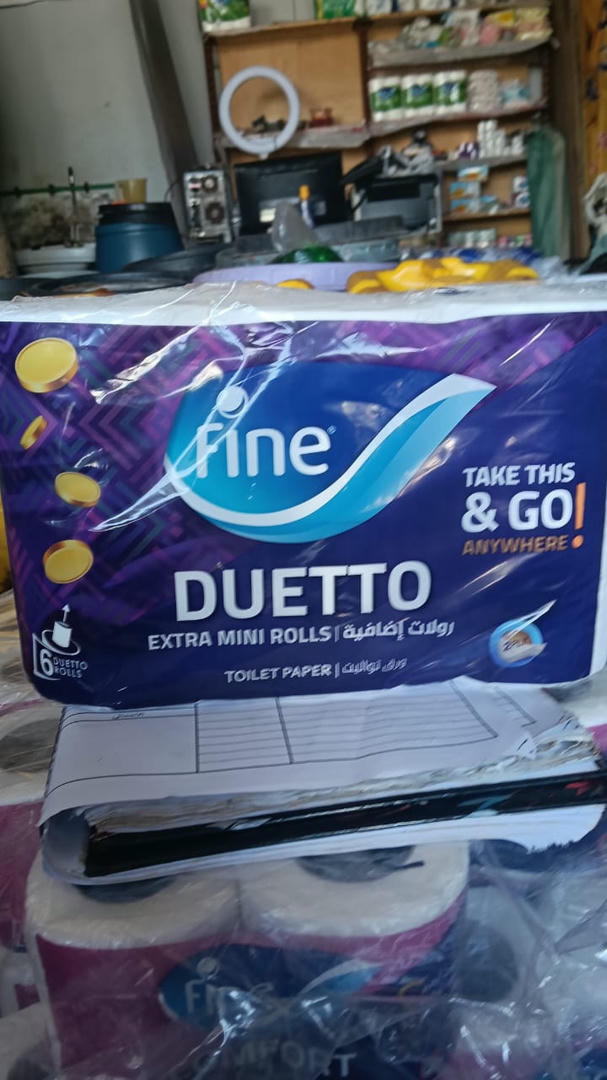 fine®
TAKE THIS
& GO!
ANYWHERE
DUETTO
EXTRA MINI ROLLS | رولات إضافية
TOILET PAPER | ورق تواليت
6 DUETTO
ROLLS
fine
COMFORT